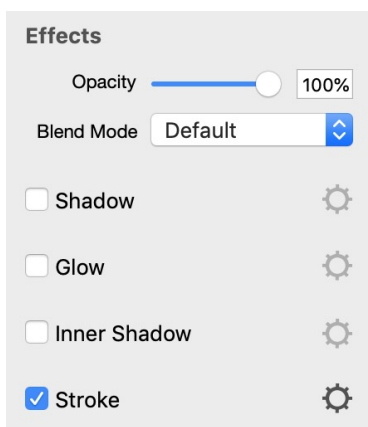 Effects
Opacity 100%
Blend Mode Default
Shadow
Glow
Inner Shadow
Stroke